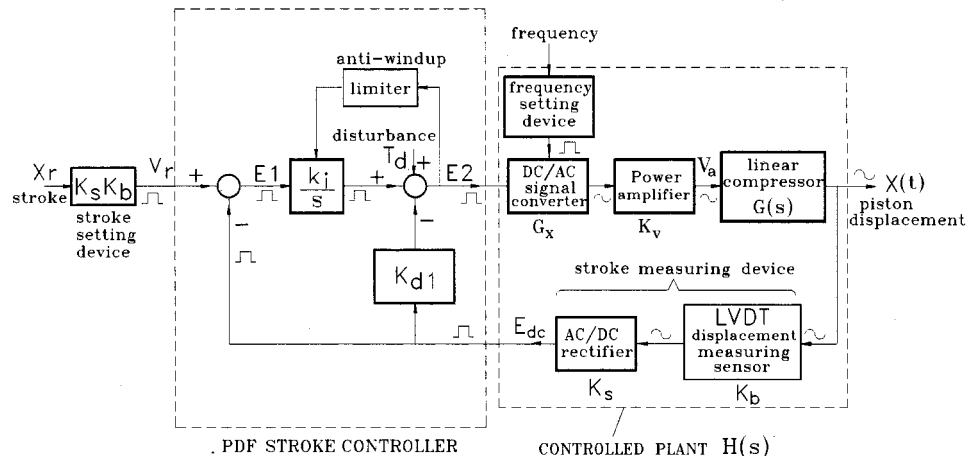 frequency
anti-windup
limiter
frequency
setting
device
disturbance
Td +
Xr
stroke
KsKb
stroke
setting
device
Vr
+
−
E1
ki
s
+
−
E2
DC/AC
signal
converter
Gx
Power
amplifier
Kv
Va
linear
compressor
G(s)
X(t)
piston
displacement
Kd1
stroke measuring device
Edc
AC/DC
rectifier
Ks
LVDT
displacement
measuring
sensor
Kb
. PDF STROKE CONTROLLER
CONTROLLED PLANT H(s)